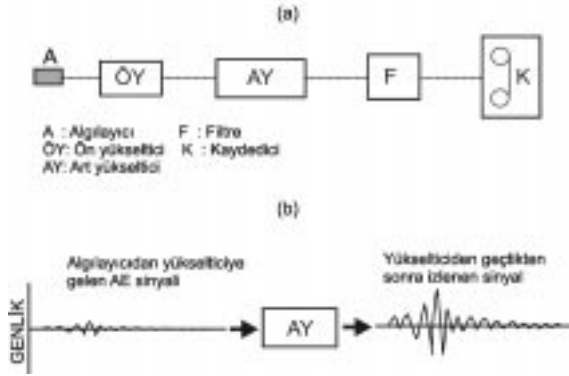 (a)
A
ÖY
AY
F
K
A : Algılayıcı F : Filtre
ÖY: Ön yükseltici K : Kaydedici
AY: Art yükseltici
(b)
Algılayıcıdan yükselticiye
gelen AE sinyali
Yükselticiden geçtikten
sonra izlenen sinyal
GENLİK
AY